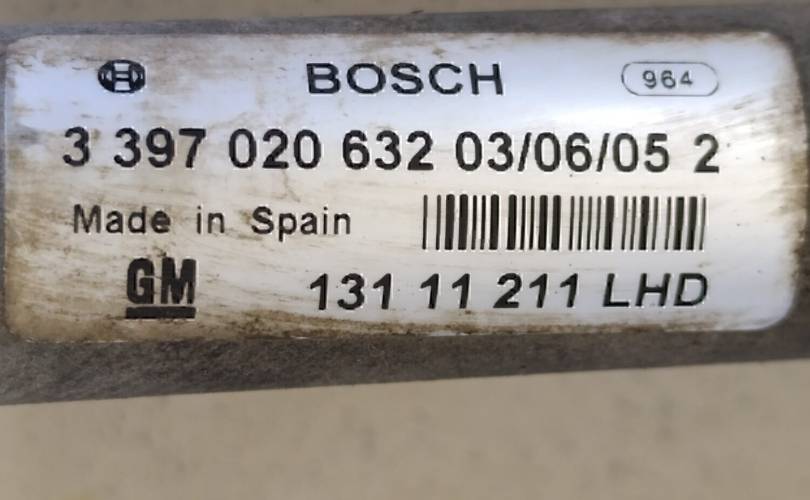 BOSCH 964
3 397 020 632 03/06/05 2
Made in Spain
GM 131 11 211 LHD